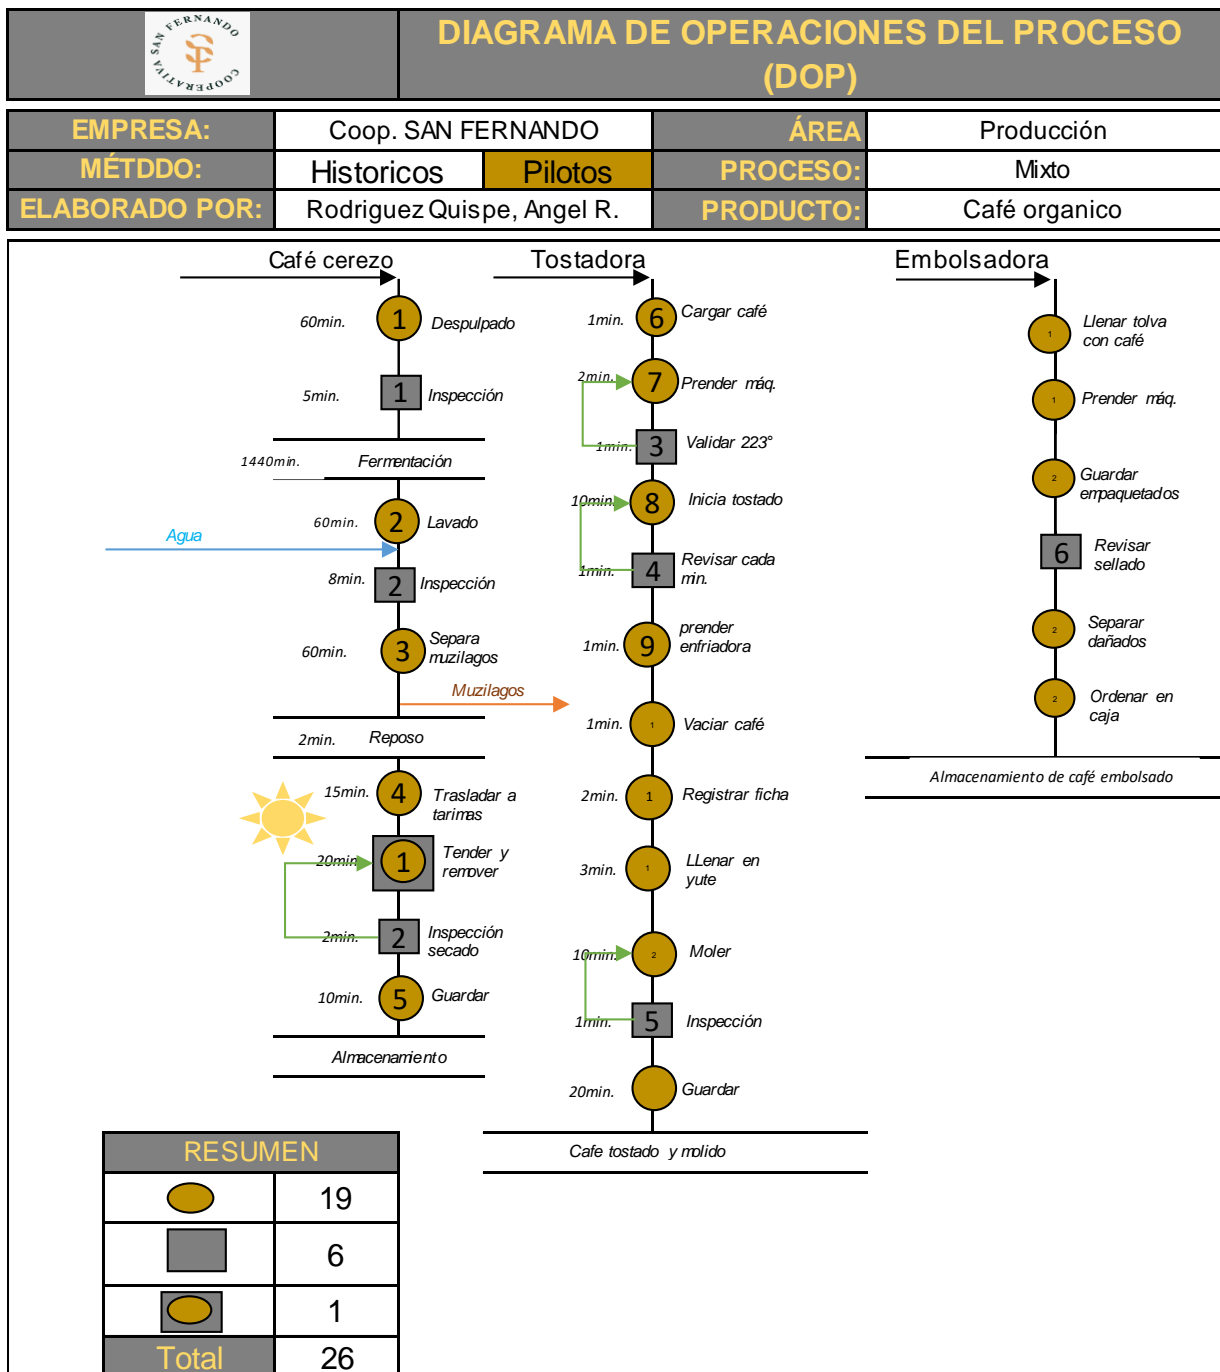 COOPERATIVA SAN FERNANDO
DIAGRAMA DE OPERACIONES DEL PROCESO
(DOP)
EMPRESA: Coop. SAN FERNANDO ÁREA Producción
MÉTDDO: Historicos Pilotos PROCESO: Mixto
ELABORADO POR: Rodriguez Quispe, Angel R. PRODUCTO: Café organico
Café cerezo
60min. 1 Despulpado
5min. 1 Inspección
1440min. Fermentación
60min. 2 Lavado
Agua
8min. 2 Inspección
60min. 3 Separa
muzilagos
Muzilagos
2min. Reposo
15min. 4 Trasladar a
tarimas
20min. 1 Tender y
remover
2min. 2 Inspección
secado
10min. 5 Guardar
Almacenamiento
Tostadora
1min. 6 Cargar café
2min. 7 Prender máq.
1min. 3 Validar 223°
10min. 8 Inicia tostado
1min. 4 Revisar cada
min.
1min. 9 prender
enfriadora
1min. 1 Vaciar café
2min. 1 Registrar ficha
3min. 1 LLenar en
yute
10min. 2 Moler
1min. 5 Inspección
20min. Guardar
Cafe tostado y molido
Embolsadora
1 Llenar tolva
con café
1 Prender máq.
2 Guardar
empaquetados
6 Revisar
sellado
2 Separar
dañados
2 Ordenar en
caja
Almacenamiento de café embolsado
RESUMEN
19
6
1
Total 26